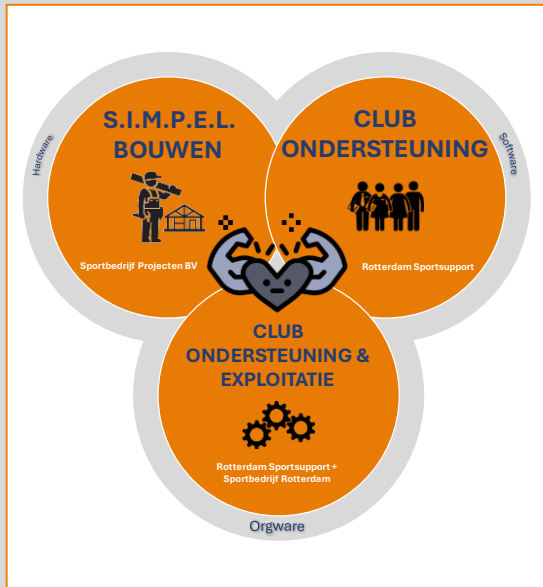 Hardware
S.I.M.P.E.L.
BOUWEN
Sportbedrijf Projecten BV
Software
CLUB
ONDERSTEUNING
Rotterdam Sportsupport
CLUB
ONDERSTEUNING &
EXPLOITATIE
Rotterdam Sportsupport +
Sportbedrijf Rotterdam
Orgware